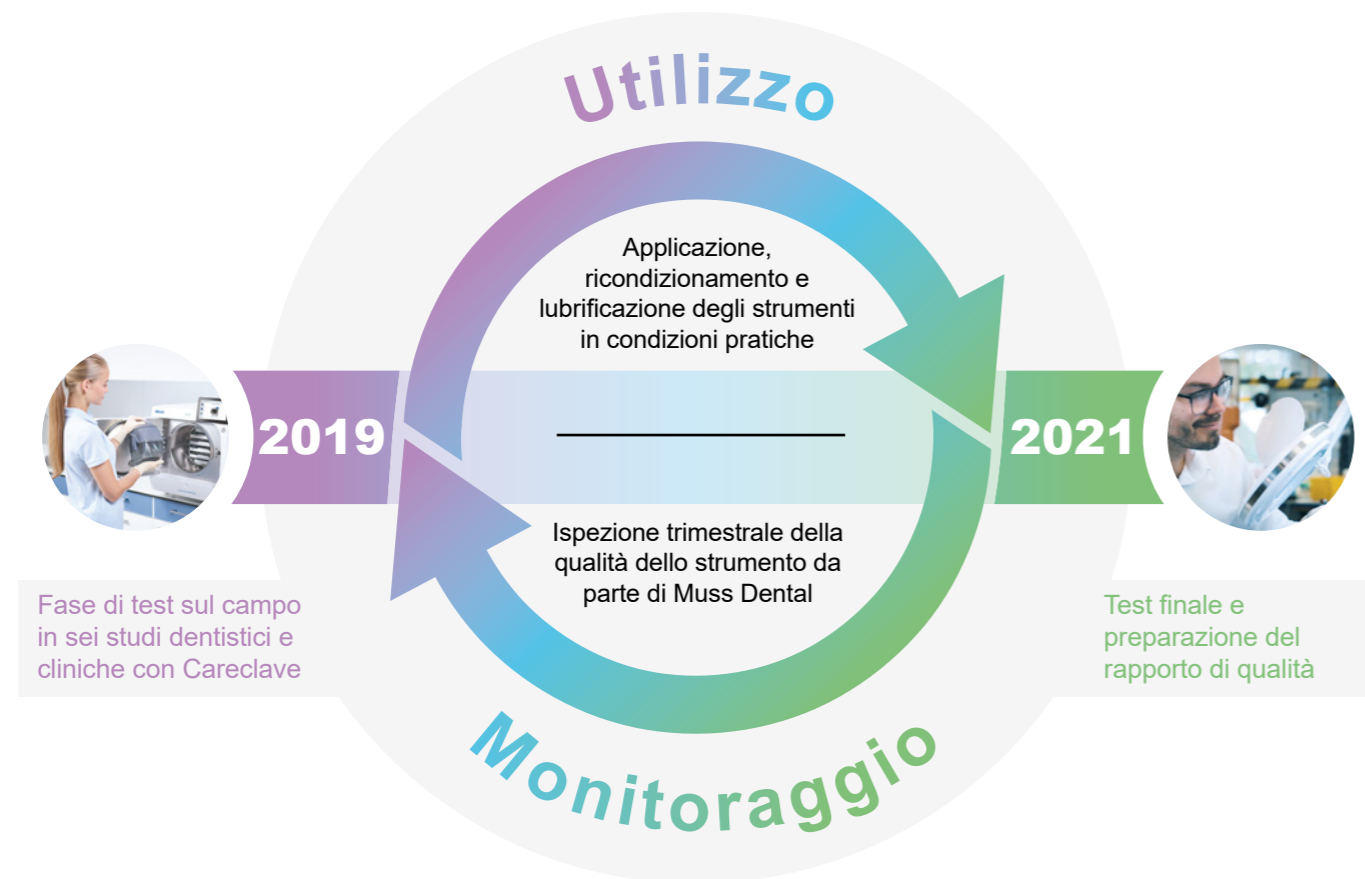 Utilizzo
Applicazione,
ricondizionamento e
lubrificazione degli strumenti
in condizioni pratiche
2019
2021
Ispezione trimestrale della
qualità dello strumento da
parte di Muss Dental
Fase di test sul campo
in sei studi dentistici e
cliniche con Careclave
Test finale e
preparazione del
rapporto di qualità
Monitoraggio